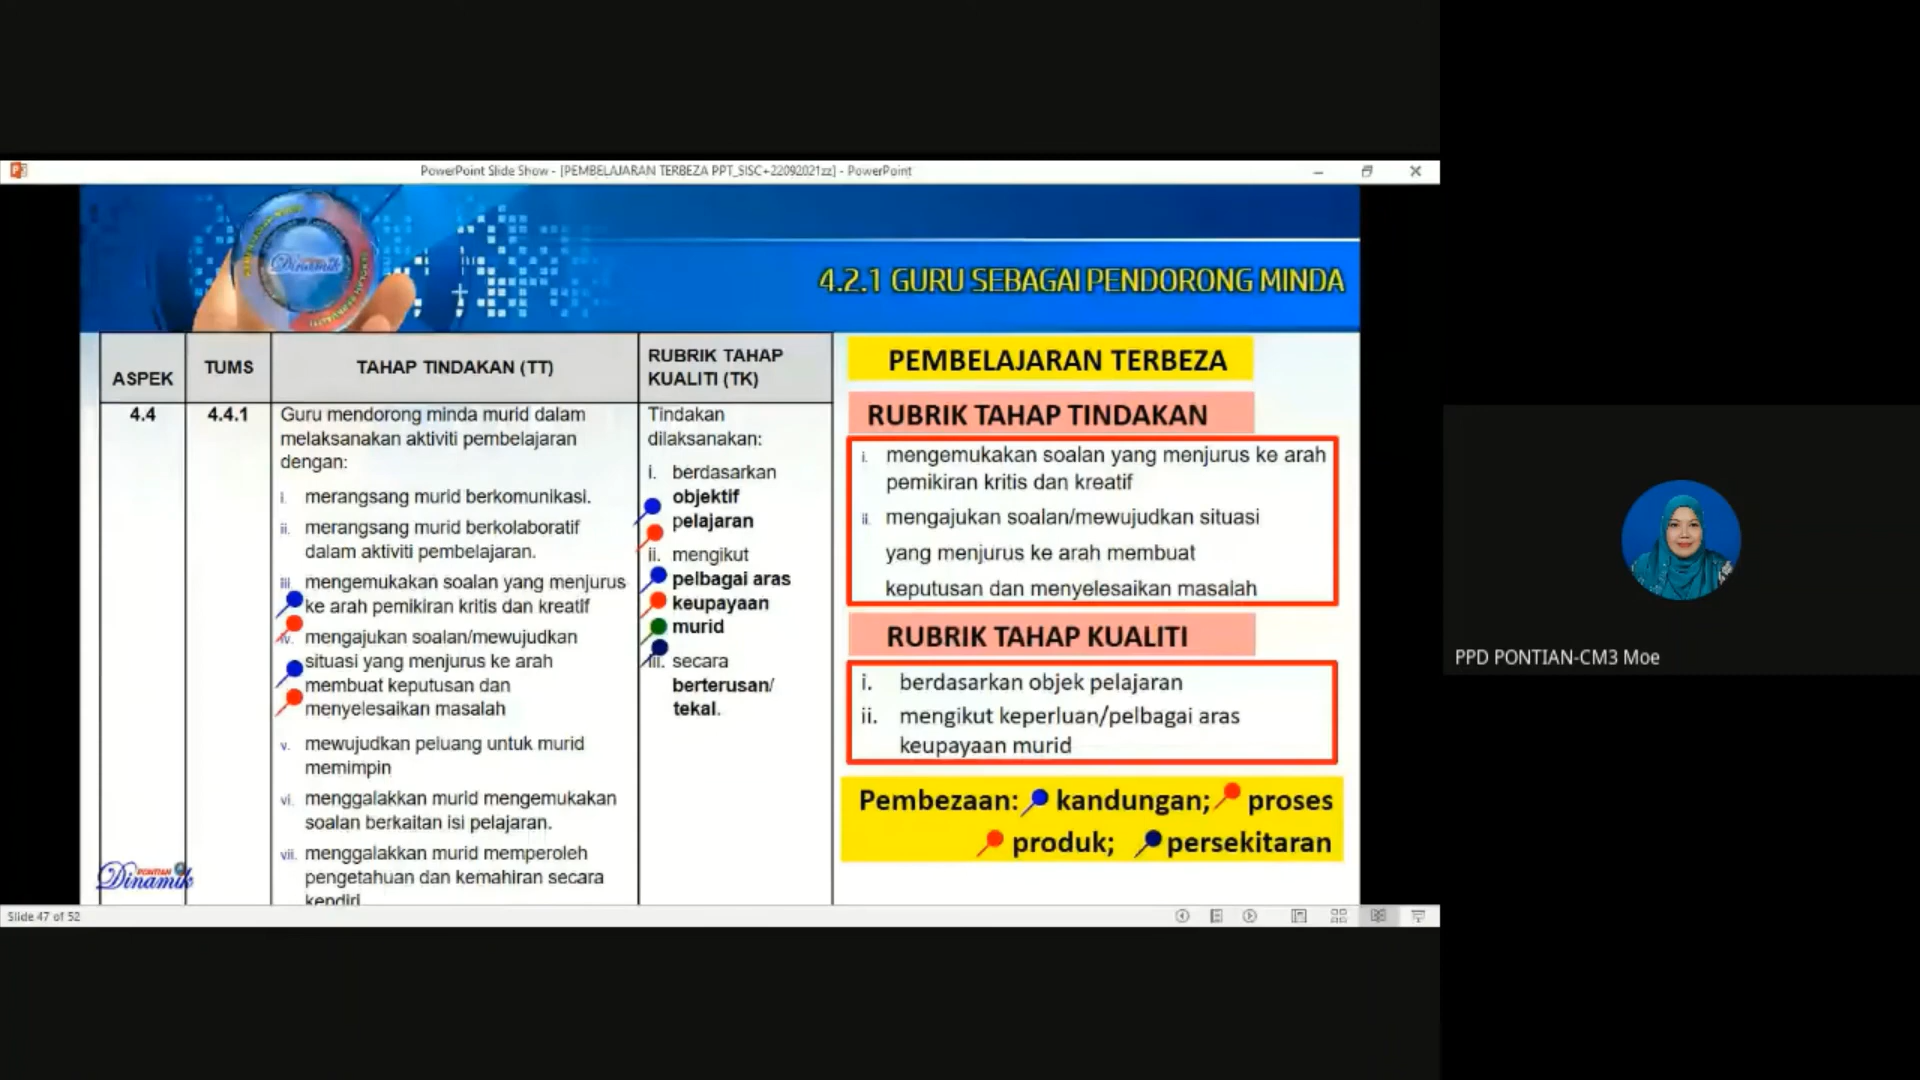 PowerPoint Slide Show - [PEMBELAJARAN TERBEZA PPT_SISC+22092021zz] - PowerPoint
Dinamik
4.2.1 GURU SEBAGAI PENDORONG MINDA
ASPEK
TUMS
TAHAP TINDAKAN (TT)
RUBRIK TAHAP
KUALITI (TK)
4.4
4.4.1
Guru mendorong minda murid dalam
melaksanakan aktiviti pembelajaran
dengan:
i. merangsang murid berkomunikasi.
ii. merangsang murid berkolaboratif
dalam aktiviti pembelajaran.
iii. mengemukakan soalan yang menjurus
ke arah pemikiran kritis dan kreatif
iv. mengajukan soalan/mewujudkan
situasi yang menjurus ke arah
membuat keputusan dan
menyelesaikan masalah
v. mewujudkan peluang untuk murid
memimpin
vi. menggalakkan murid mengemukakan
soalan berkaitan isi pelajaran.
vii. menggalakkan murid memperoleh
pengetahuan dan kemahiran secara
kendiri
Tindakan
dilaksanakan:
i. berdasarkan
objektif
pelajaran
ii. mengikut
pelbagai aras
keupayaan
murid
iii. secara
berterusan/
tekal.
PEMBELAJARAN TERBEZA
RUBRIK TAHAP TINDAKAN
i. mengemukakan soalan yang menjurus ke arah
pemikiran kritis dan kreatif
ii. mengajukan soalan/mewujudkan situasi
yang menjurus ke arah membuat
keputusan dan menyelesaikan masalah
RUBRIK TAHAP KUALITI
i. berdasarkan objek pelajaran
ii. mengikut keperluan/pelbagai aras
keupayaan murid
Pembezaan: kandungan; proses
produk; persekitaran
PONTIAN
Dinamik
Slide 47 of 52
PPD PONTIAN-CM3 Moe